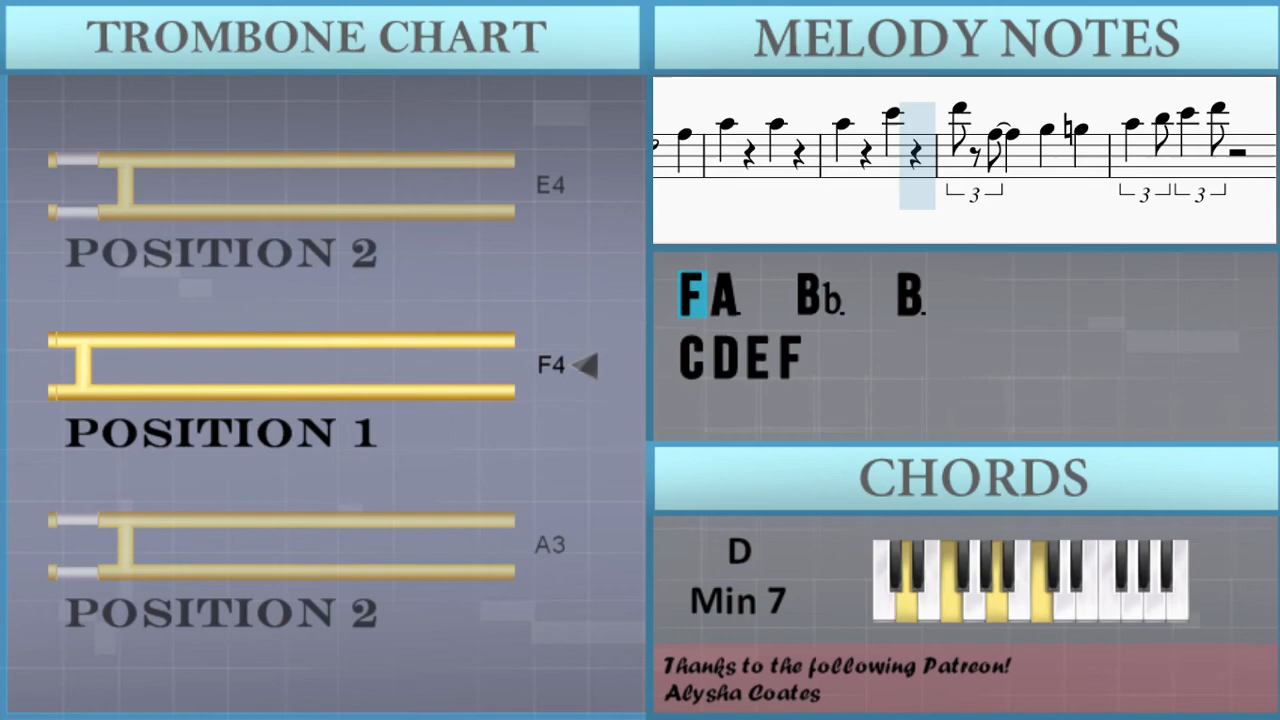 TROMBONE CHART
E4
POSITION 2
F4
POSITION 1
A3
POSITION 2
MELODY NOTES
3 3 3
F A. Bb. B.
C D E F
CHORDS
D
Min 7
Thanks to the following Patreon!
Alysha Coates